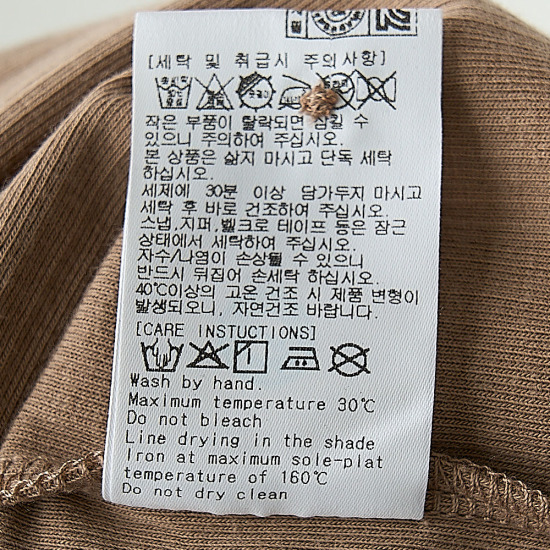 [세탁 및 취급시 주의사항]
작은 부품이 탈락되면 삼킬 수
있으니 주의하여 주십시오.
본 상품은 삶지 마시고 단독 세탁
하십시오.
세제에 30분 이상 담가두지 마시고
세탁 후 바로 건조하여 주십시오.
스냅,지퍼,벨크로 테이프 등은 잠근
상태에서 세탁하여 주십시오.
자수/나염이 손상될 수 있으니
반드시 뒤집어 손세탁 하십시오.
40℃이상의 고온 건조 시 제품 변형이
발생되오니, 자연건조 바랍니다.
[CARE INSTUCTIONS]
Wash by hand.
Maximum temperature 30℃
Do not bleach
Line drying in the shade
Iron at maximum sole-plat
temperature of 160℃
Do not dry clean